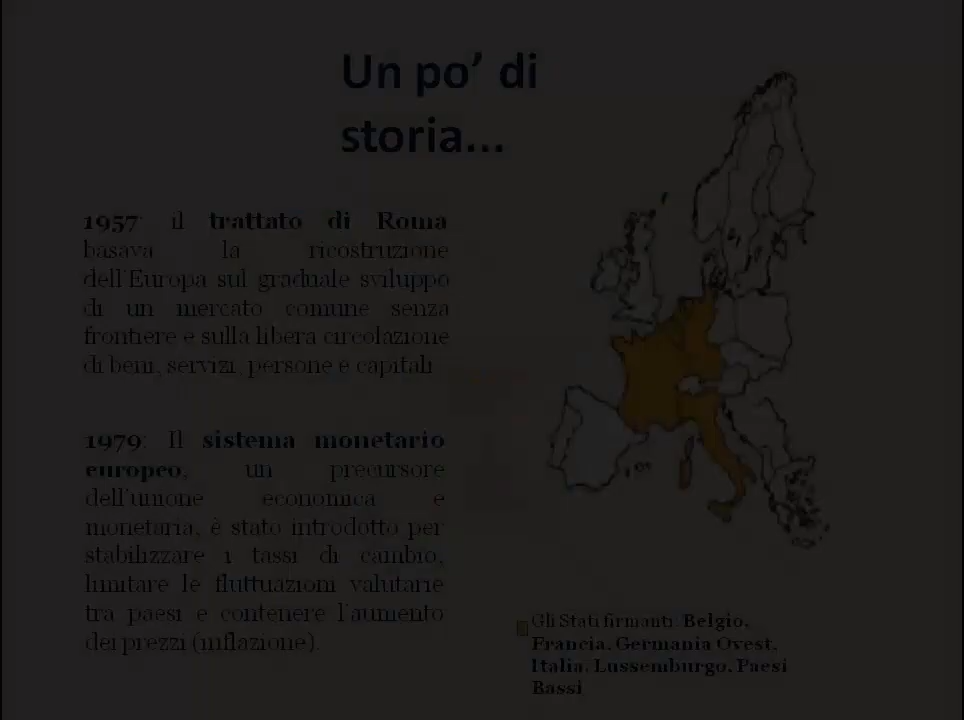 Un po’ di
storia...
1957: il trattato di Roma
basava la ricostruzione
dell'Europa sul graduale sviluppo
di un mercato comune senza
frontiere e sulla libera circolazione
di beni, servizi, persone e capitali
1979: Il sistema monetario
europeo, un precursore
dell'unione economica e
monetaria, è stato introdotto per
stabilizzare i tassi di cambio,
limitare le fluttuazioni valutarie
tra paesi e contenere l'aumento
dei prezzi (inflazione).
Gli Stati firmanti: Belgio,
Francia, Germania Ovest,
Italia, Lussemburgo, Paesi
Bassi